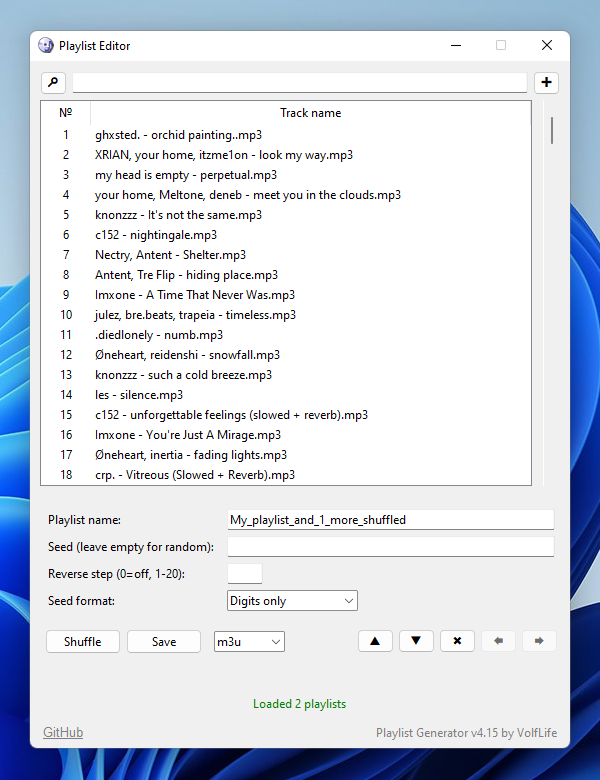 Playlist Editor
№ Track name
1 ghxsted. - orchid painting..mp3
2 XRIAN, your home, itzme1on - look my way.mp3
3 my head is empty - perpetual.mp3
4 your home, Meltone, deneb - meet you in the clouds.mp3
5 knonzzz - It's not the same.mp3
6 c152 - nightingale.mp3
7 Nectry, Antent - Shelter.mp3
8 Antent, Tre Flip - hiding place.mp3
9 Imxone - A Time That Never Was.mp3
10 julez, bre.beats, trapeia - timeless.mp3
11 .diedlonely - numb.mp3
12 Øneheart, reidenshi - snowfall.mp3
13 knonzzz - such a cold breeze.mp3
14 les - silence.mp3
15 c152 - unforgettable feelings (slowed + reverb).mp3
16 Imxone - You're Just A Mirage.mp3
17 Øneheart, inertia - fading lights.mp3
18 crp. - Vitreous (Slowed + Reverb).mp3
Playlist name: My_playlist_and_1_more_shuffled
Seed (leave empty for random):
Reverse step (0=off, 1-20):
Seed format: Digits only
Shuffle Save m3u
Loaded 2 playlists
GitHub Playlist Generator v4.15 by VolfLife